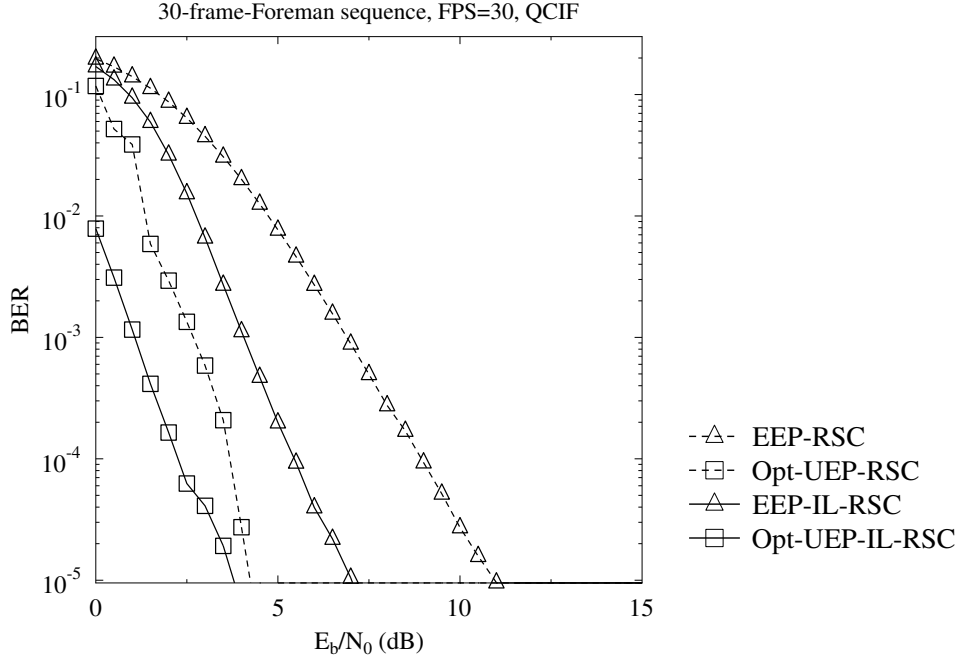 30-frame-Foreman sequence, FPS=30, QCIF
BER
10^-1
10^-2
10^-3
10^-4
10^-5
0 5 10 15
E_b/N_0 (dB)
EEP-RSC
Opt-UEP-RSC
EEP-IL-RSC
Opt-UEP-IL-RSC